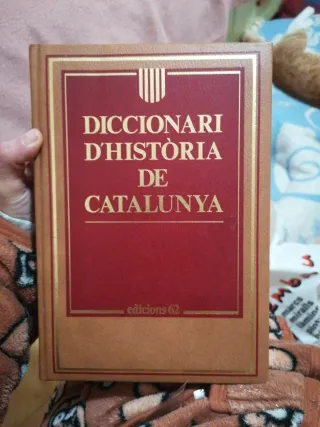 DICCIONARI
D'HISTÒRIA
DE
CATALUNYA
edicions 62